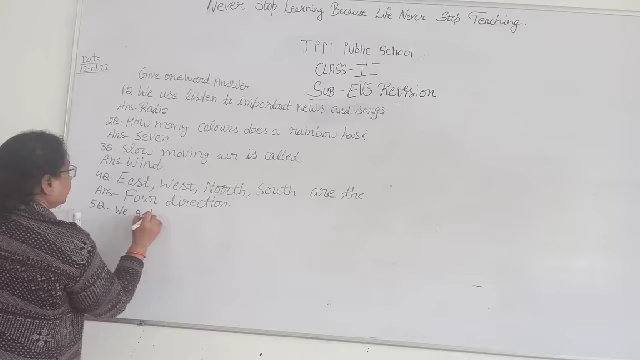 Never Stop Learning Because Life Never Stop Teaching.
JPP Public School
CLASS-II
Date
Sub - EVS Revision
Give one word Answer
1Q We use listen to important news and songs
Ans- Radio
2Q How many colours does a rainbow has
Ans- Seven
3Q Slow moving air is called
Ans- Wind
4Q East, West, North, South are the
Ans- Four direction.
5Q- We